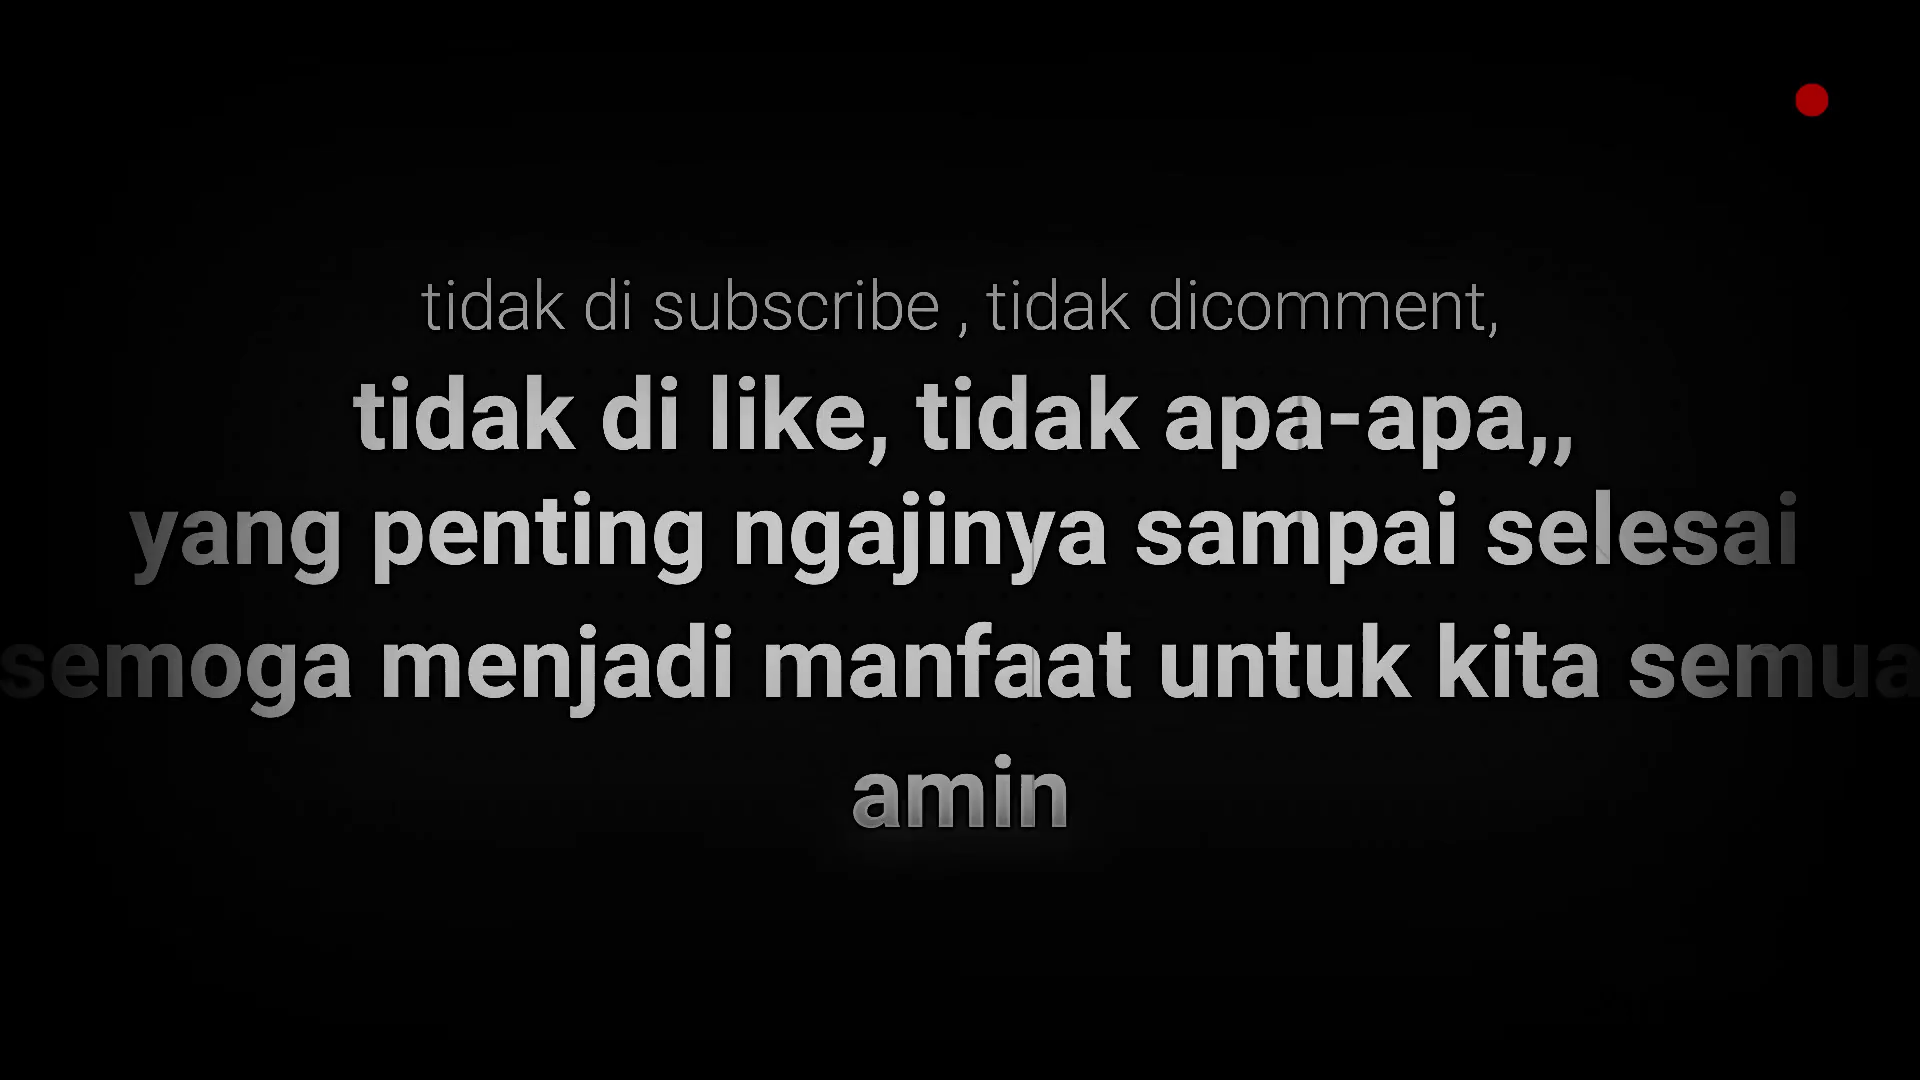 tidak di subscribe , tidak dicomment,
tidak di like, tidak apa-apa,,
yang penting ngajinya sampai selesai
semoga menjadi manfaat untuk kita semua
amin